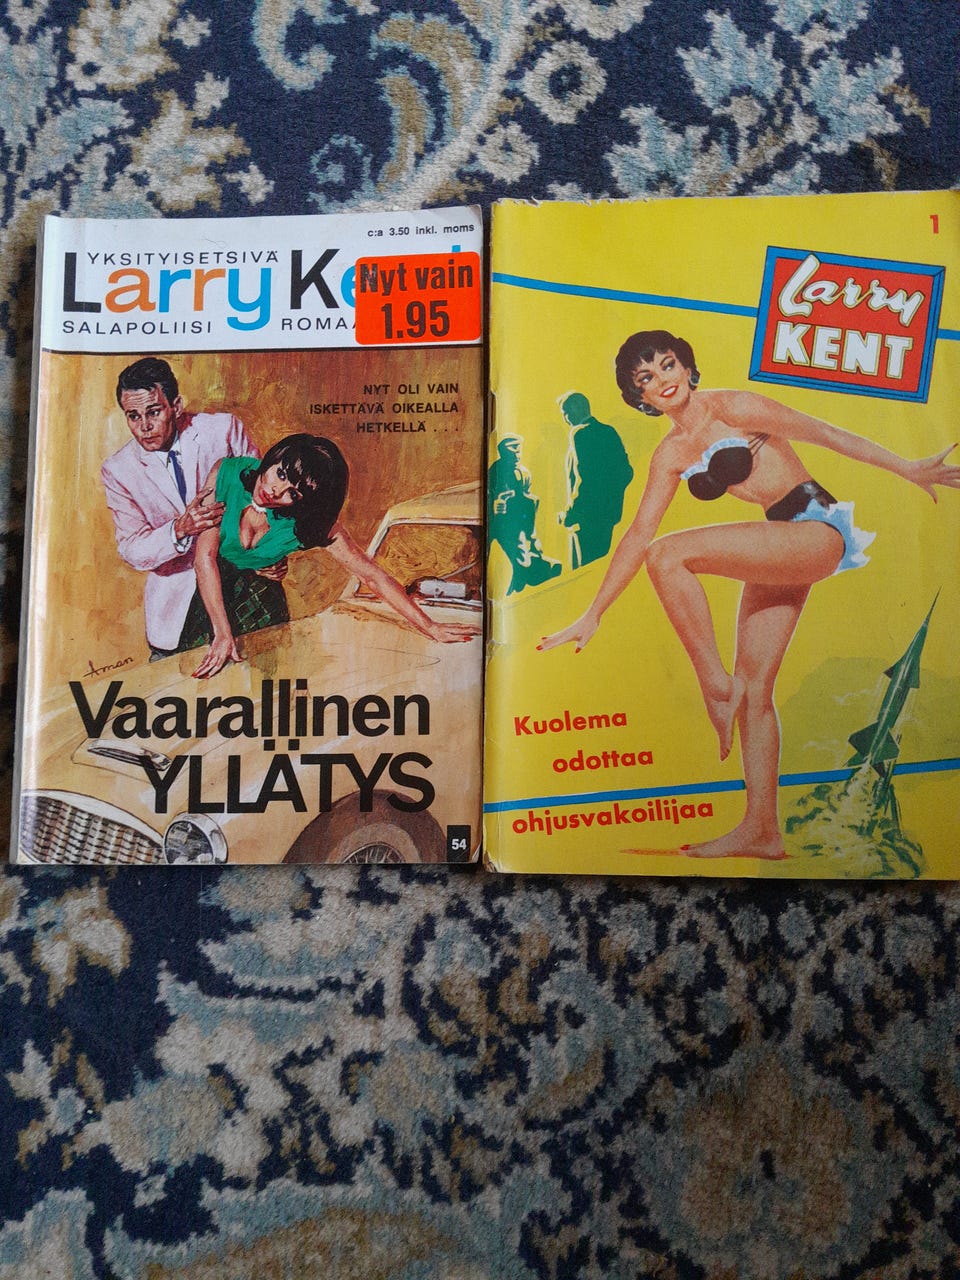 c:a 3.50 inkl. moms
YKSITYISETSIVÄ
Larry K
Nyt vain
1.95
SALAPOLIISI ROMAA
NYT OLI VAIN
ISKETTÄVÄ OIKEALLA
HETKELLÄ . . .
Aman
Vaarallinen
YLLÄTYS
54
1
Larry
KENT
Kuolema
odottaa
ohjusvakoilijaa